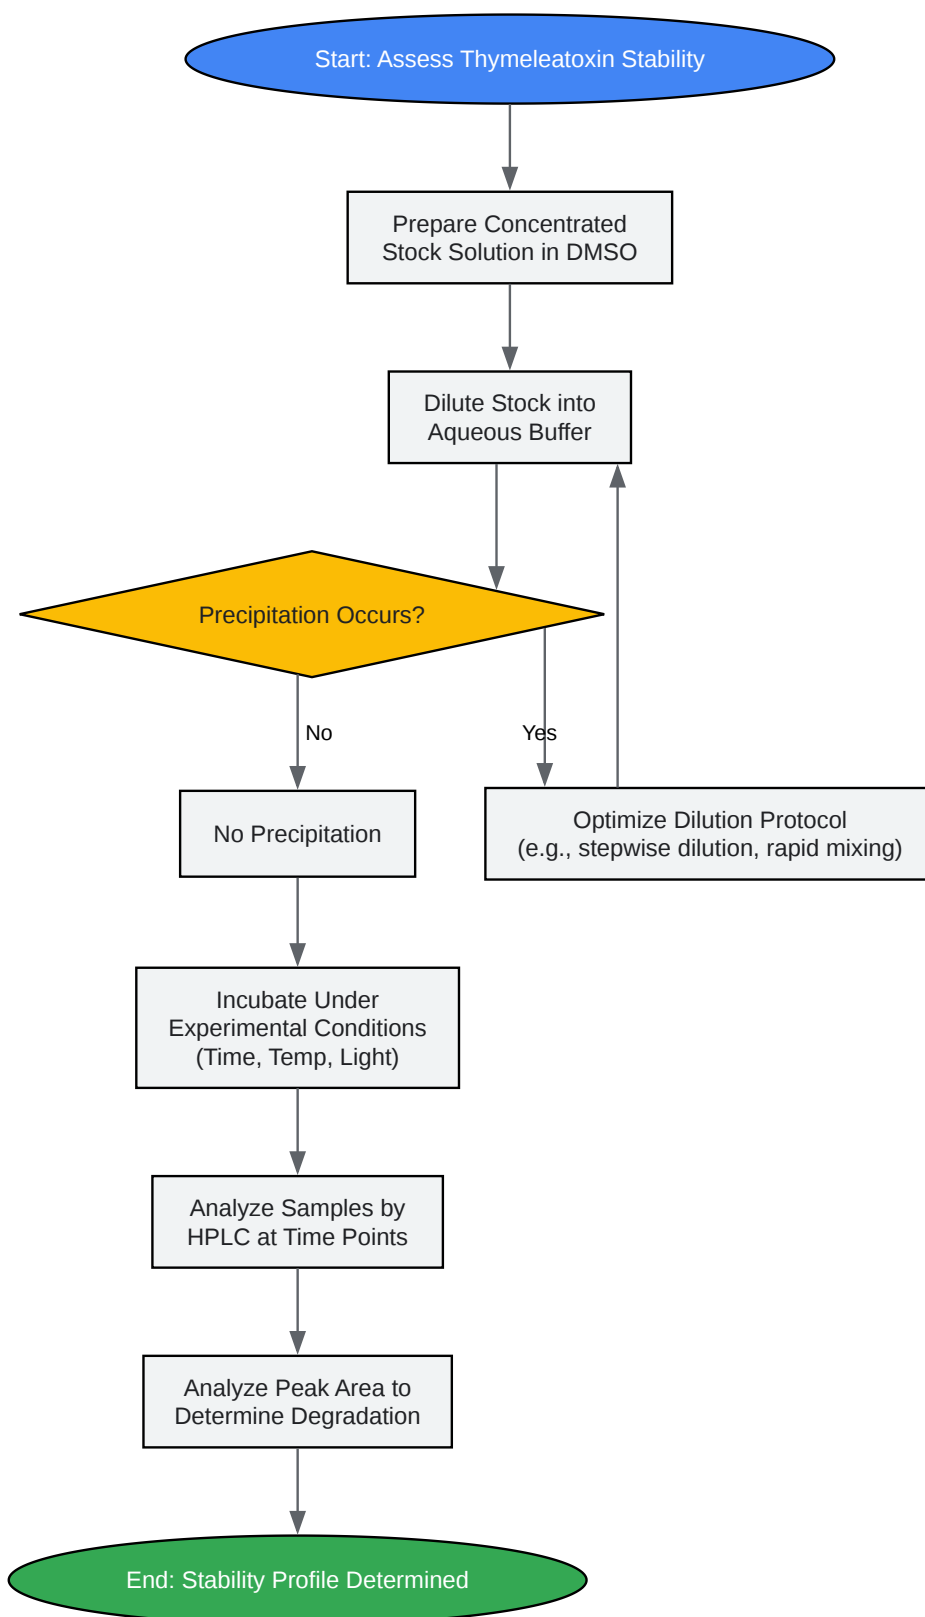 Start: Assess Thymeleatoxin Stability
Prepare Concentrated
Stock Solution in DMSO
Dilute Stock into
Aqueous Buffer
Precipitation Occurs?
No
Yes
No Precipitation
Optimize Dilution Protocol
(e.g., stepwise dilution, rapid mixing)
Incubate Under
Experimental Conditions
(Time, Temp, Light)
Analyze Samples by
HPLC at Time Points
Analyze Peak Area to
Determine Degradation
End: Stability Profile Determined